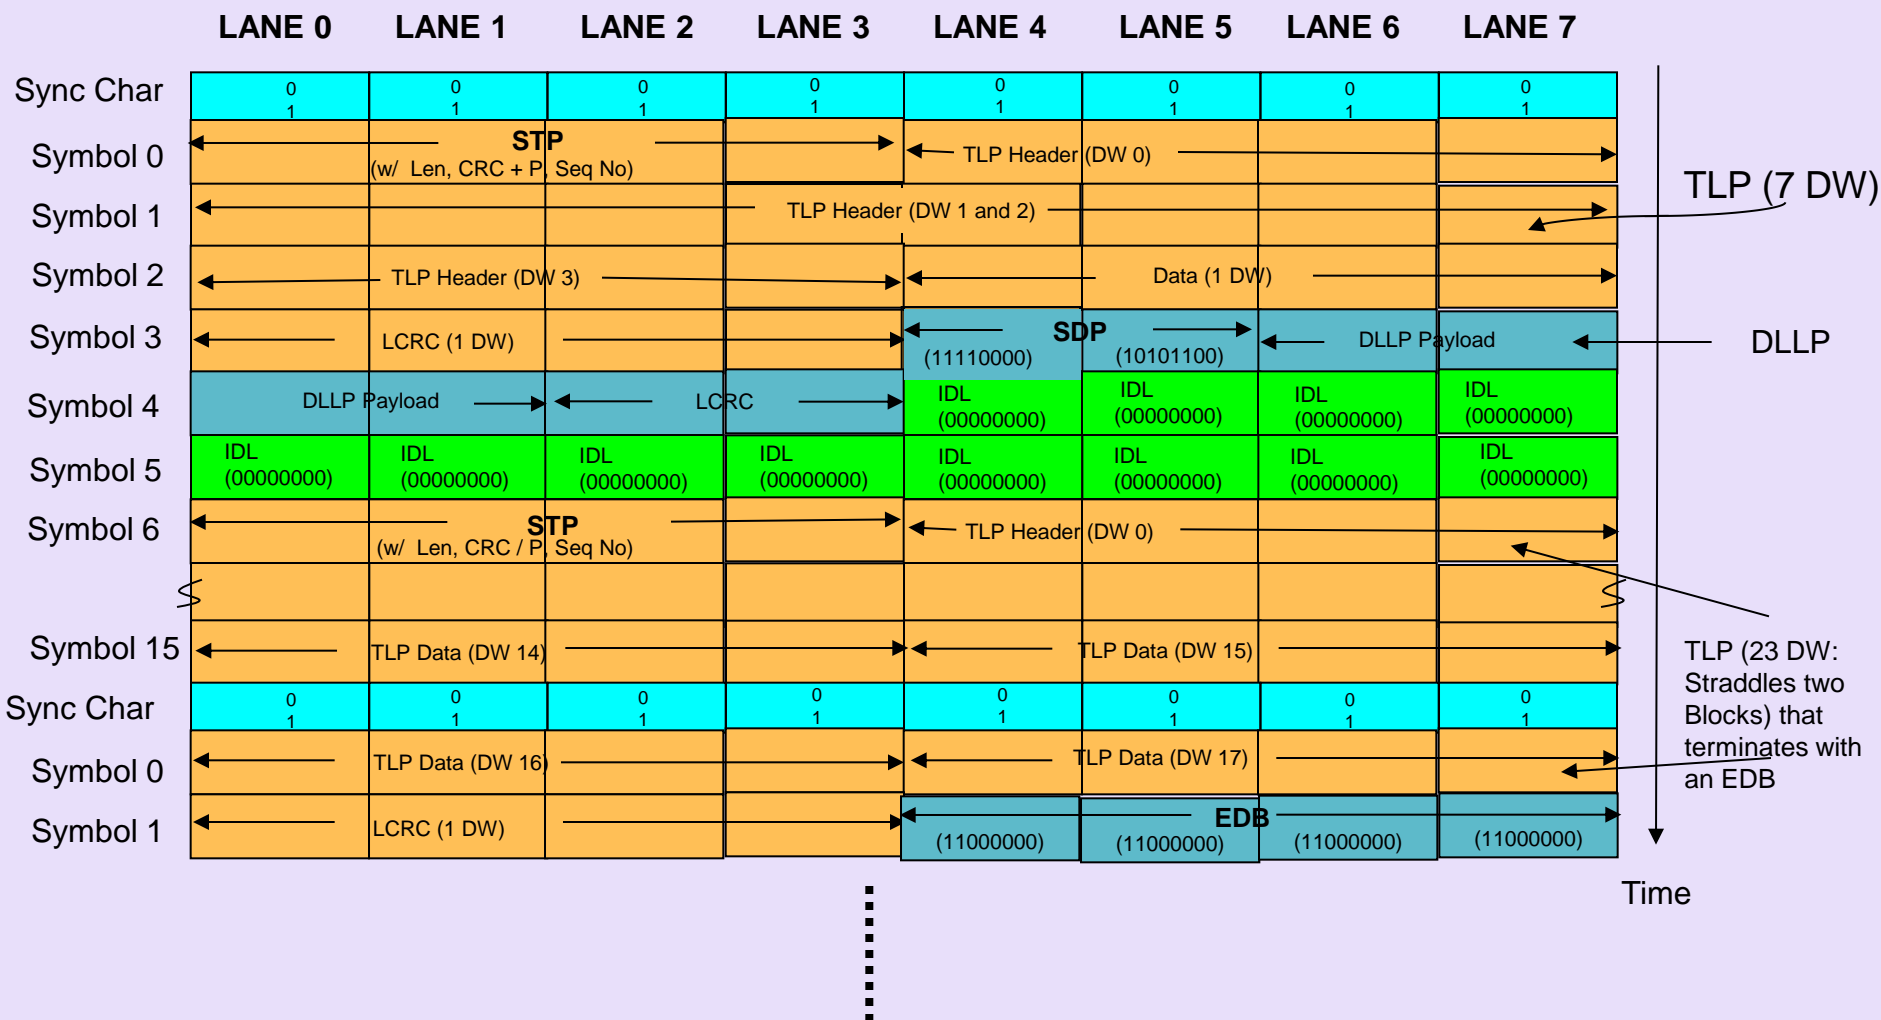 LANE 0 LANE 1 LANE 2 LANE 3 LANE 4 LANE 5 LANE 6 LANE 7
Sync Char 0 0 0 0 0 0 0 0
1 1 1 1 1 1 1 1
Symbol 0 STP TLP Header (DW 0)
(w/ Len, CRC + P, Seq No)
Symbol 1 TLP Header (DW 1 and 2)
TLP (7 DW)
Symbol 2 TLP Header (DW 3) Data (1 DW)
Symbol 3 LCRC (1 DW) SDP DLLP Payload
(11110000) (10101100)
DLLP
Symbol 4 DLLP Payload LCRC IDL IDL IDL IDL
(00000000) (00000000) (00000000) (00000000)
Symbol 5 IDL IDL IDL IDL IDL IDL IDL IDL
(00000000) (00000000) (00000000) (00000000) (00000000) (00000000) (00000000) (00000000)
Symbol 6 STP TLP Header (DW 0)
(w/ Len, CRC / P, Seq No)
Symbol 15 TLP Data (DW 14) TLP Data (DW 15)
Sync Char 0 0 0 0 0 0 0 0
1 1 1 1 1 1 1 1
Symbol 0 TLP Data (DW 16) TLP Data (DW 17)
Symbol 1 LCRC (1 DW) EDB
(11000000) (11000000) (11000000) (11000000)
TLP (23 DW:
Straddles two
Blocks) that
terminates with
an EDB
Time